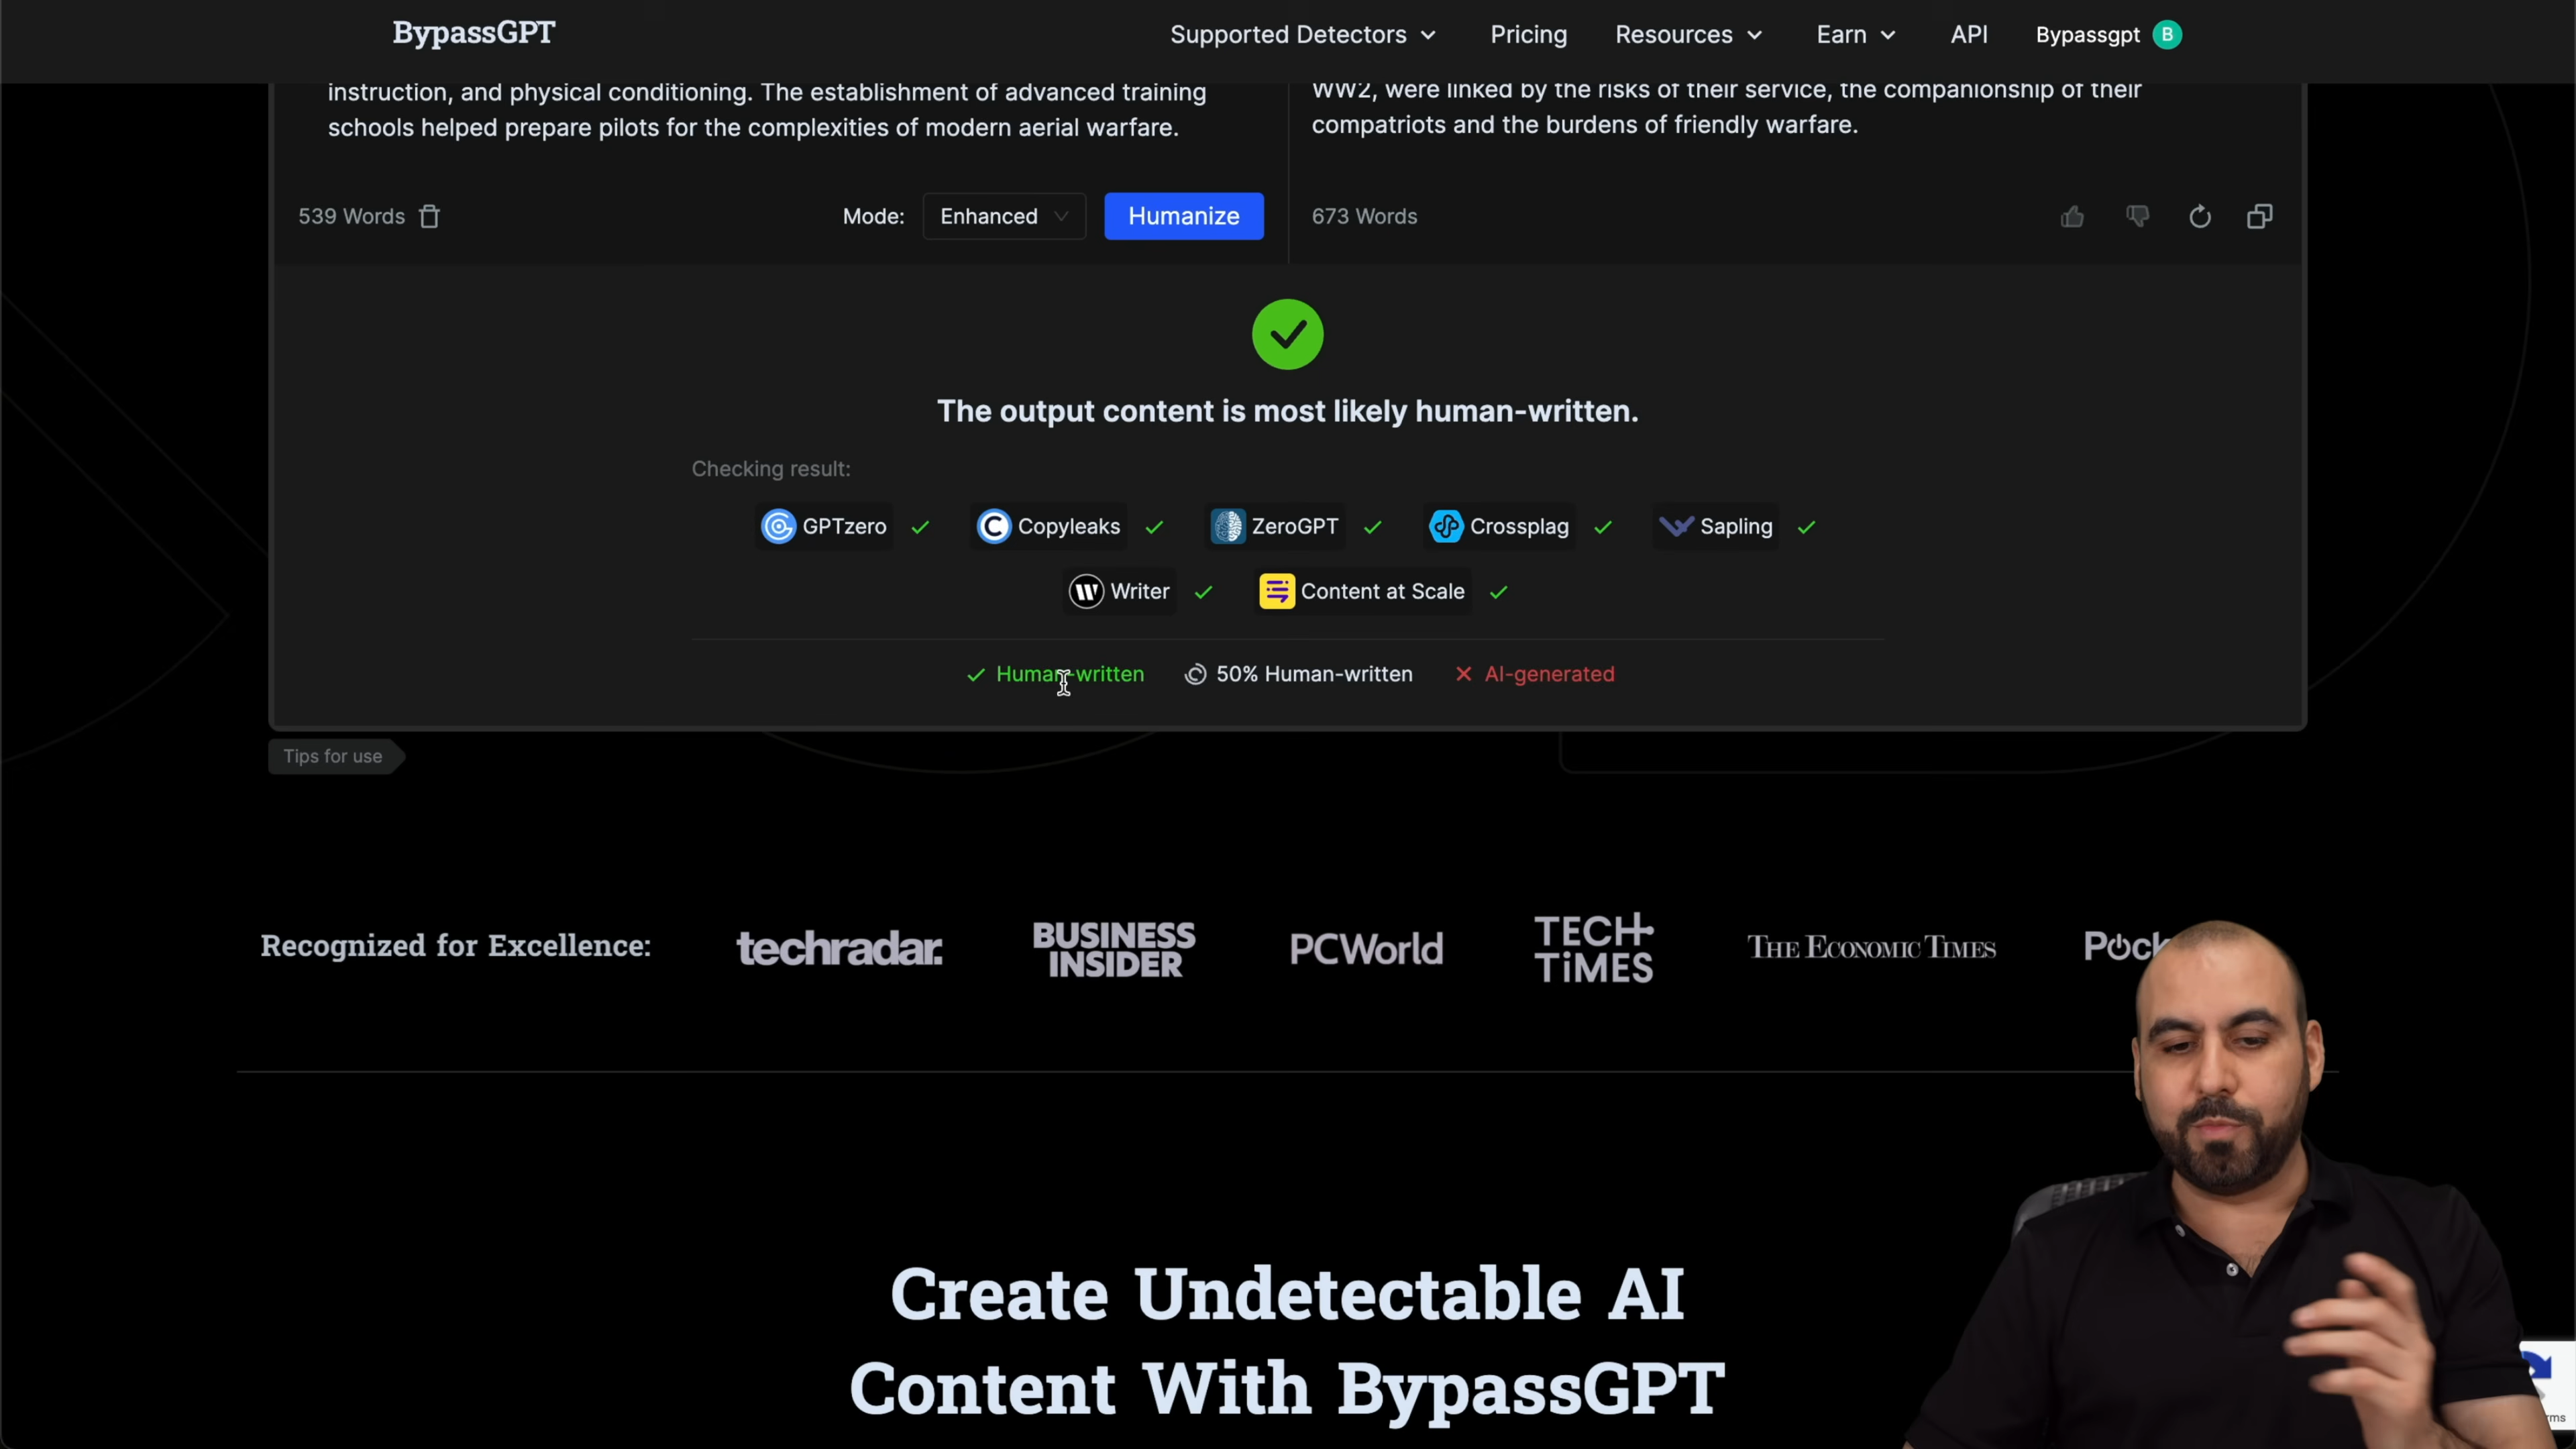 BypassGPT
Supported Detectors
Pricing
Resources
Earn
API
Bypassgpt
B
instruction, and physical conditioning. The establishment of advanced training
schools helped prepare pilots for the complexities of modern aerial warfare.
539 Words
Mode:
Enhanced
Humanize
WW2, were linked by the risks of their service, the companionship of their
compatriots and the burdens of friendly warfare.
673 Words
The output content is most likely human-written.
Checking result:
GPTzero
Copyleaks
ZeroGPT
Crossplag
Sapling
Writer
Content at Scale
Human-written
50% Human-written
AI-generated
Tips for use
Recognized for Excellence:
techradar.
BUSINESS
INSIDER
PCWorld
TECH
TiMES
THE ECONOMIC TIMES
Pock
Create Undetectable AI
Content With BypassGPT